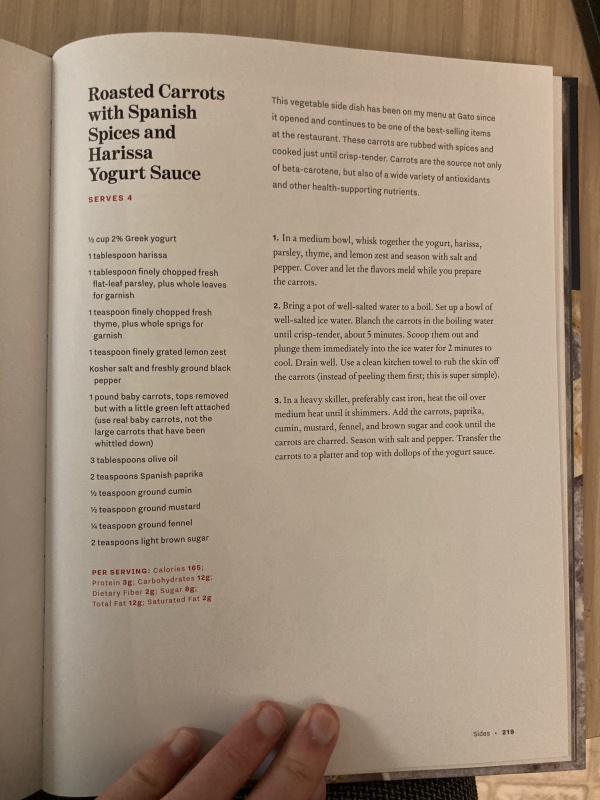 Roasted Carrots
with Spanish
Spices and
Harissa
Yogurt Sauce
SERVES 4
This vegetable side dish has been on my menu at Gato since
it opened and continues to be one of the best-selling items
at the restaurant. These carrots are rubbed with spices and
cooked just until crisp-tender. Carrots are the source not only
of beta-carotene, but also of a wide variety of antioxidants
and other health-supporting nutrients.
½ cup 2% Greek yogurt
1 tablespoon harissa
1 tablespoon finely chopped fresh
flat-leaf parsley, plus whole leaves
for garnish
1 teaspoon finely chopped fresh
thyme, plus whole sprigs for
garnish
1 teaspoon finely grated lemon zest
Kosher salt and freshly ground black
pepper
1 pound baby carrots, tops removed
but with a little green left attached
(use real baby carrots, not the
large carrots that have been
whittled down)
3 tablespoons olive oil
2 teaspoons Spanish paprika
½ teaspoon ground cumin
½ teaspoon ground mustard
¼ teaspoon ground fennel
2 teaspoons light brown sugar
PER SERVING: Calories 165;
Protein 3g; Carbohydrates 12g;
Dietary Fiber 2g; Sugar 8g;
Total Fat 12g; Saturated Fat 2g
1. In a medium bowl, whisk together the yogurt, harissa,
parsley, thyme, and lemon zest and season with salt and
pepper. Cover and let the flavors meld while you prepare
the carrots.
2. Bring a pot of well-salted water to a boil. Set up a bowl of
well-salted ice water. Blanch the carrots in the boiling water
until crisp-tender, about 5 minutes. Scoop them out and
plunge them immediately into the ice water for 2 minutes to
cool. Drain well. Use a clean kitchen towel to rub the skin off
the carrots (instead of peeling them first; this is super simple).
3. In a heavy skillet, preferably cast iron, heat the oil over
medium heat until it shimmers. Add the carrots, paprika,
cumin, mustard, fennel, and brown sugar and cook until the
carrots are charred. Season with salt and pepper. Transfer the
carrots to a platter and top with dollops of the yogurt sauce.
Sides • 219